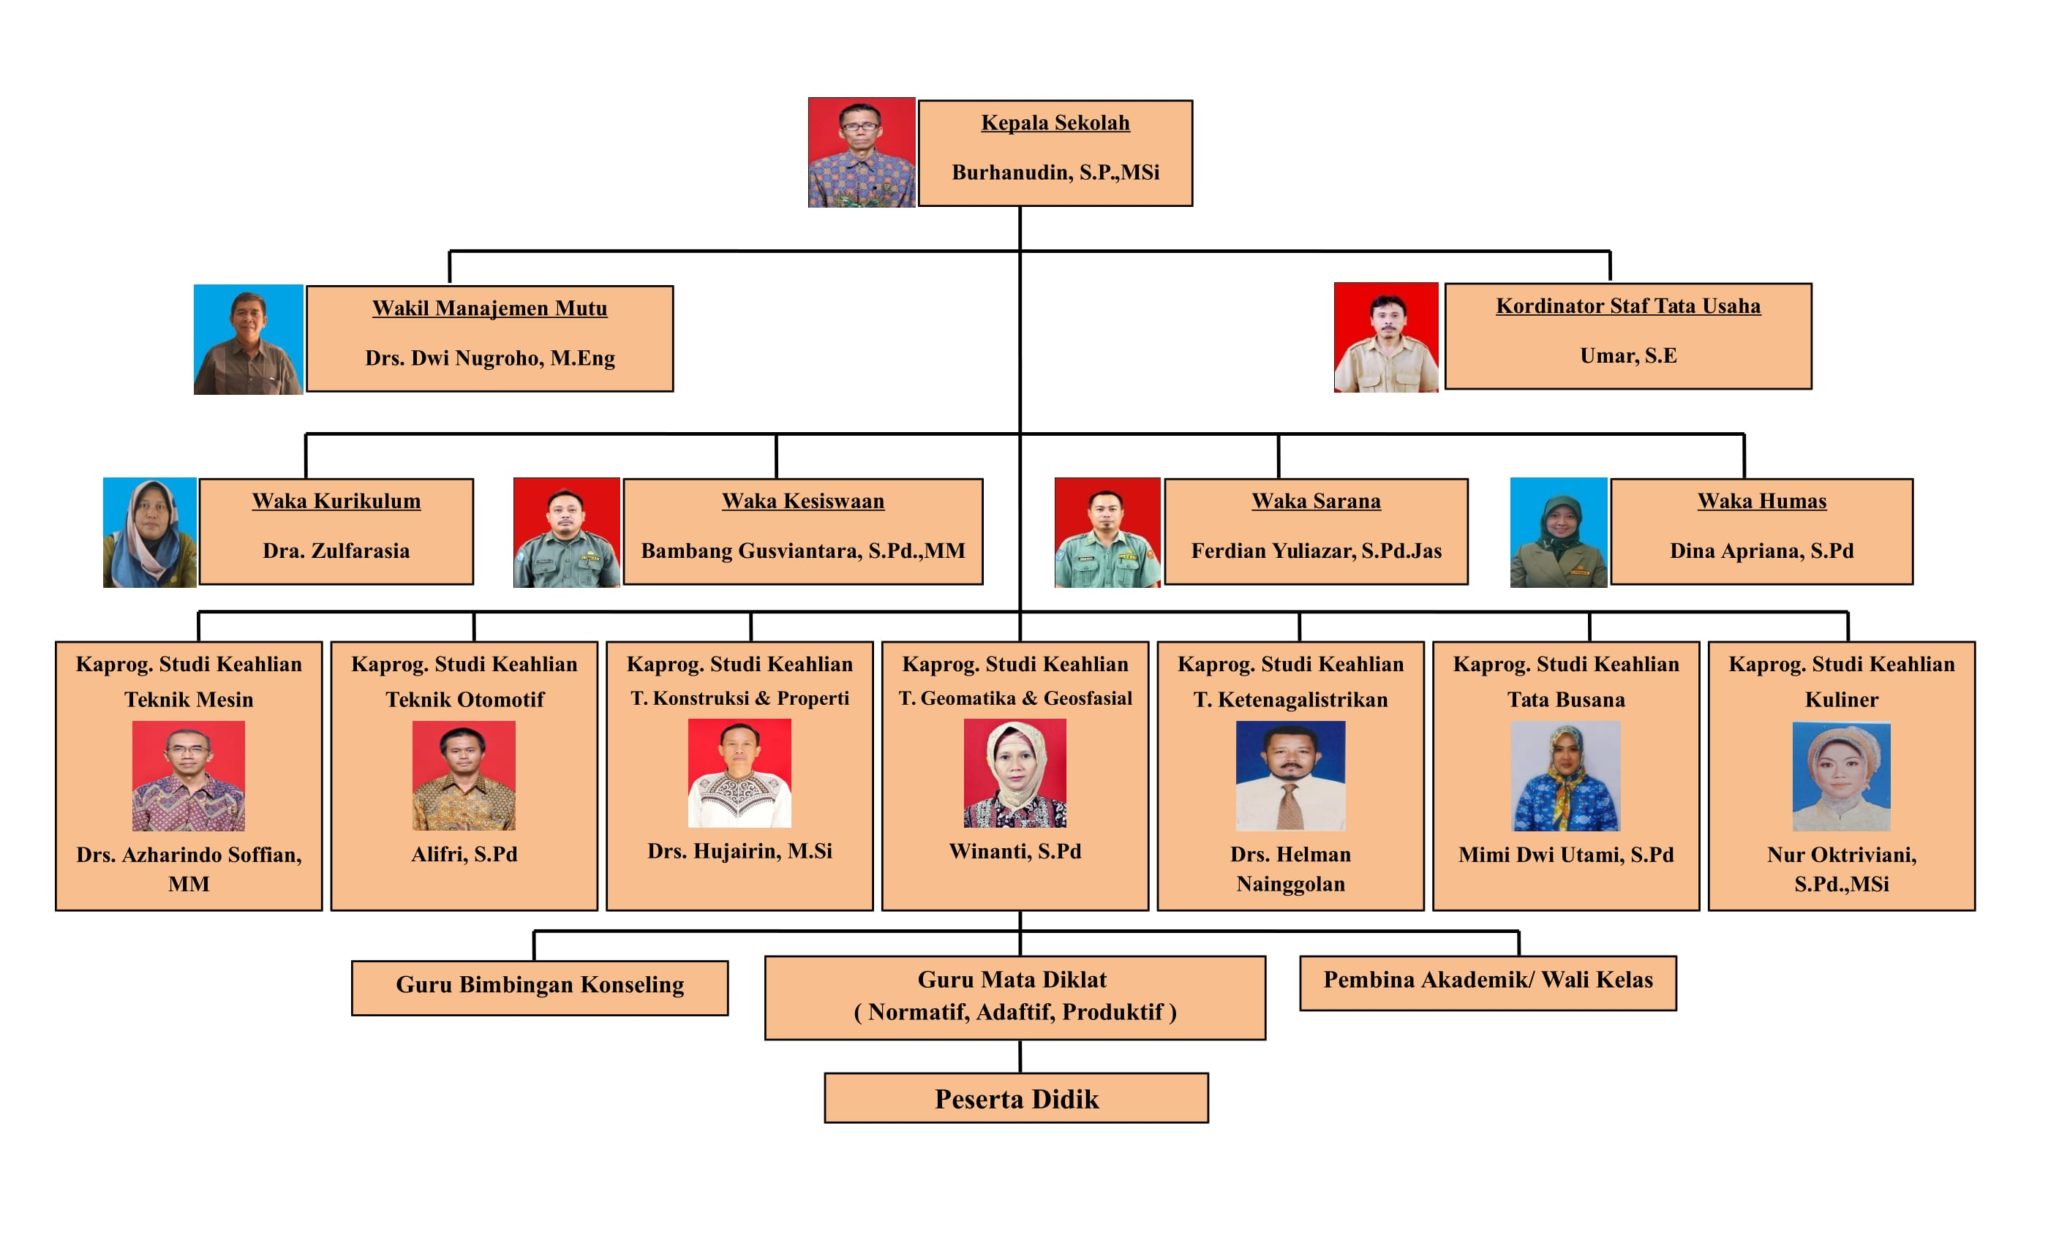 Kepala Sekolah
Burhanudin, S.P.,MSi
Wakil Manajemen Mutu
Drs. Dwi Nugroho, M.Eng
Kordinator Staf Tata Usaha
Umar, S.E
Waka Kurikulum
Dra. Zulfarasia
Waka Kesiswaan
Bambang Gusviantara, S.Pd.,MM
Waka Sarana
Ferdian Yuliazar, S.Pd.Jas
Waka Humas
Dina Apriana, S.Pd
Kaprog. Studi Keahlian
Teknik Mesin
Drs. Azharindo Soffian,
MM
Kaprog. Studi Keahlian
Teknik Otomotif
Alifri, S.Pd
Kaprog. Studi Keahlian
T. Konstruksi & Properti
Drs. Hujairin, M.Si
Kaprog. Studi Keahlian
T. Geomatika & Geosfasial
Winanti, S.Pd
Kaprog. Studi Keahlian
T. Ketenagalistrikan
Drs. Helman
Nainggolan
Kaprog. Studi Keahlian
Tata Busana
Mimi Dwi Utami, S.Pd
Kaprog. Studi Keahlian
Kuliner
Nur Oktriviani,
S.Pd.,MSi
Guru Bimbingan Konseling
Guru Mata Diklat
( Normatif, Adaftif, Produktif )
Pembina Akademik/ Wali Kelas
Peserta Didik